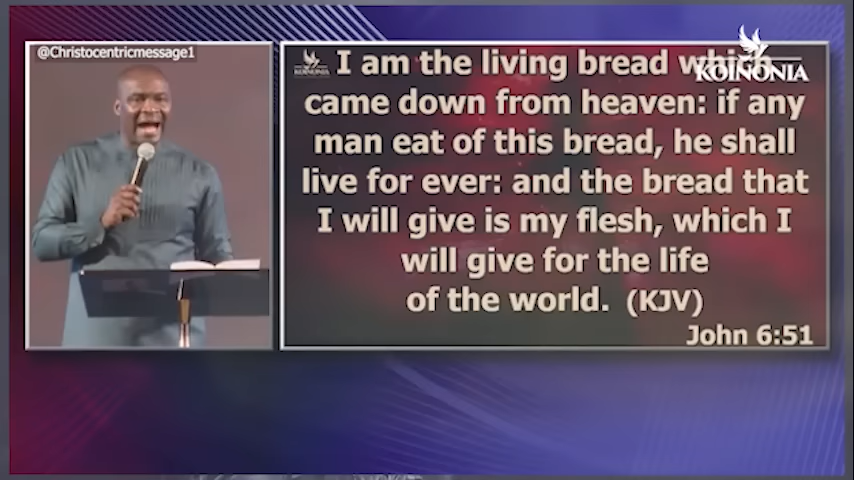 @Christocentricmessage1
KOINONIA
KOINONIA
I am the living bread which
came down from heaven: if any
man eat of this bread, he shall
live for ever: and the bread that
I will give is my flesh, which I
will give for the life
of the world. (KJV)
John 6:51